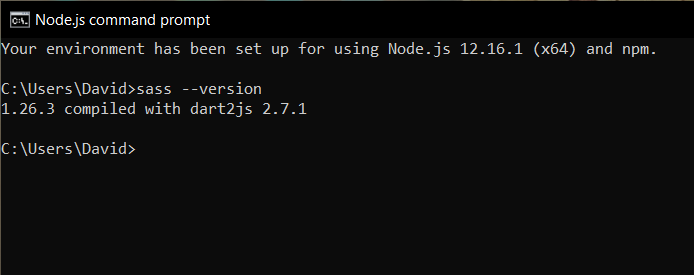 Node.js command prompt
Your environment has been set up for using Node.js 12.16.1 (x64) and npm.
C:\Users\David>sass --version
1.26.3 compiled with dart2js 2.7.1
C:\Users\David>